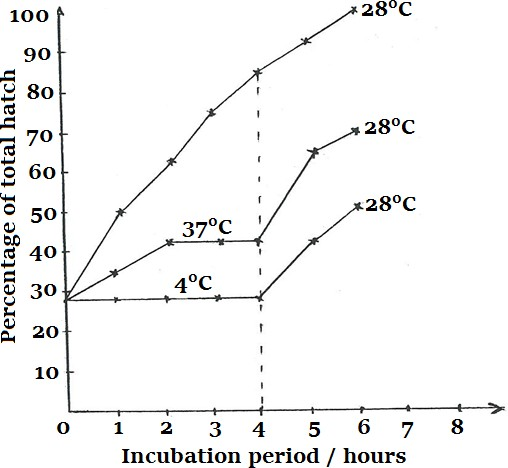 100
28°C
90
80
70
28°C
60
50
28°C
37°C
40
30
4°C
20
10
0 1 2 3 4 5 6 7 8
Percentage of total hatch
Incubation period / hours